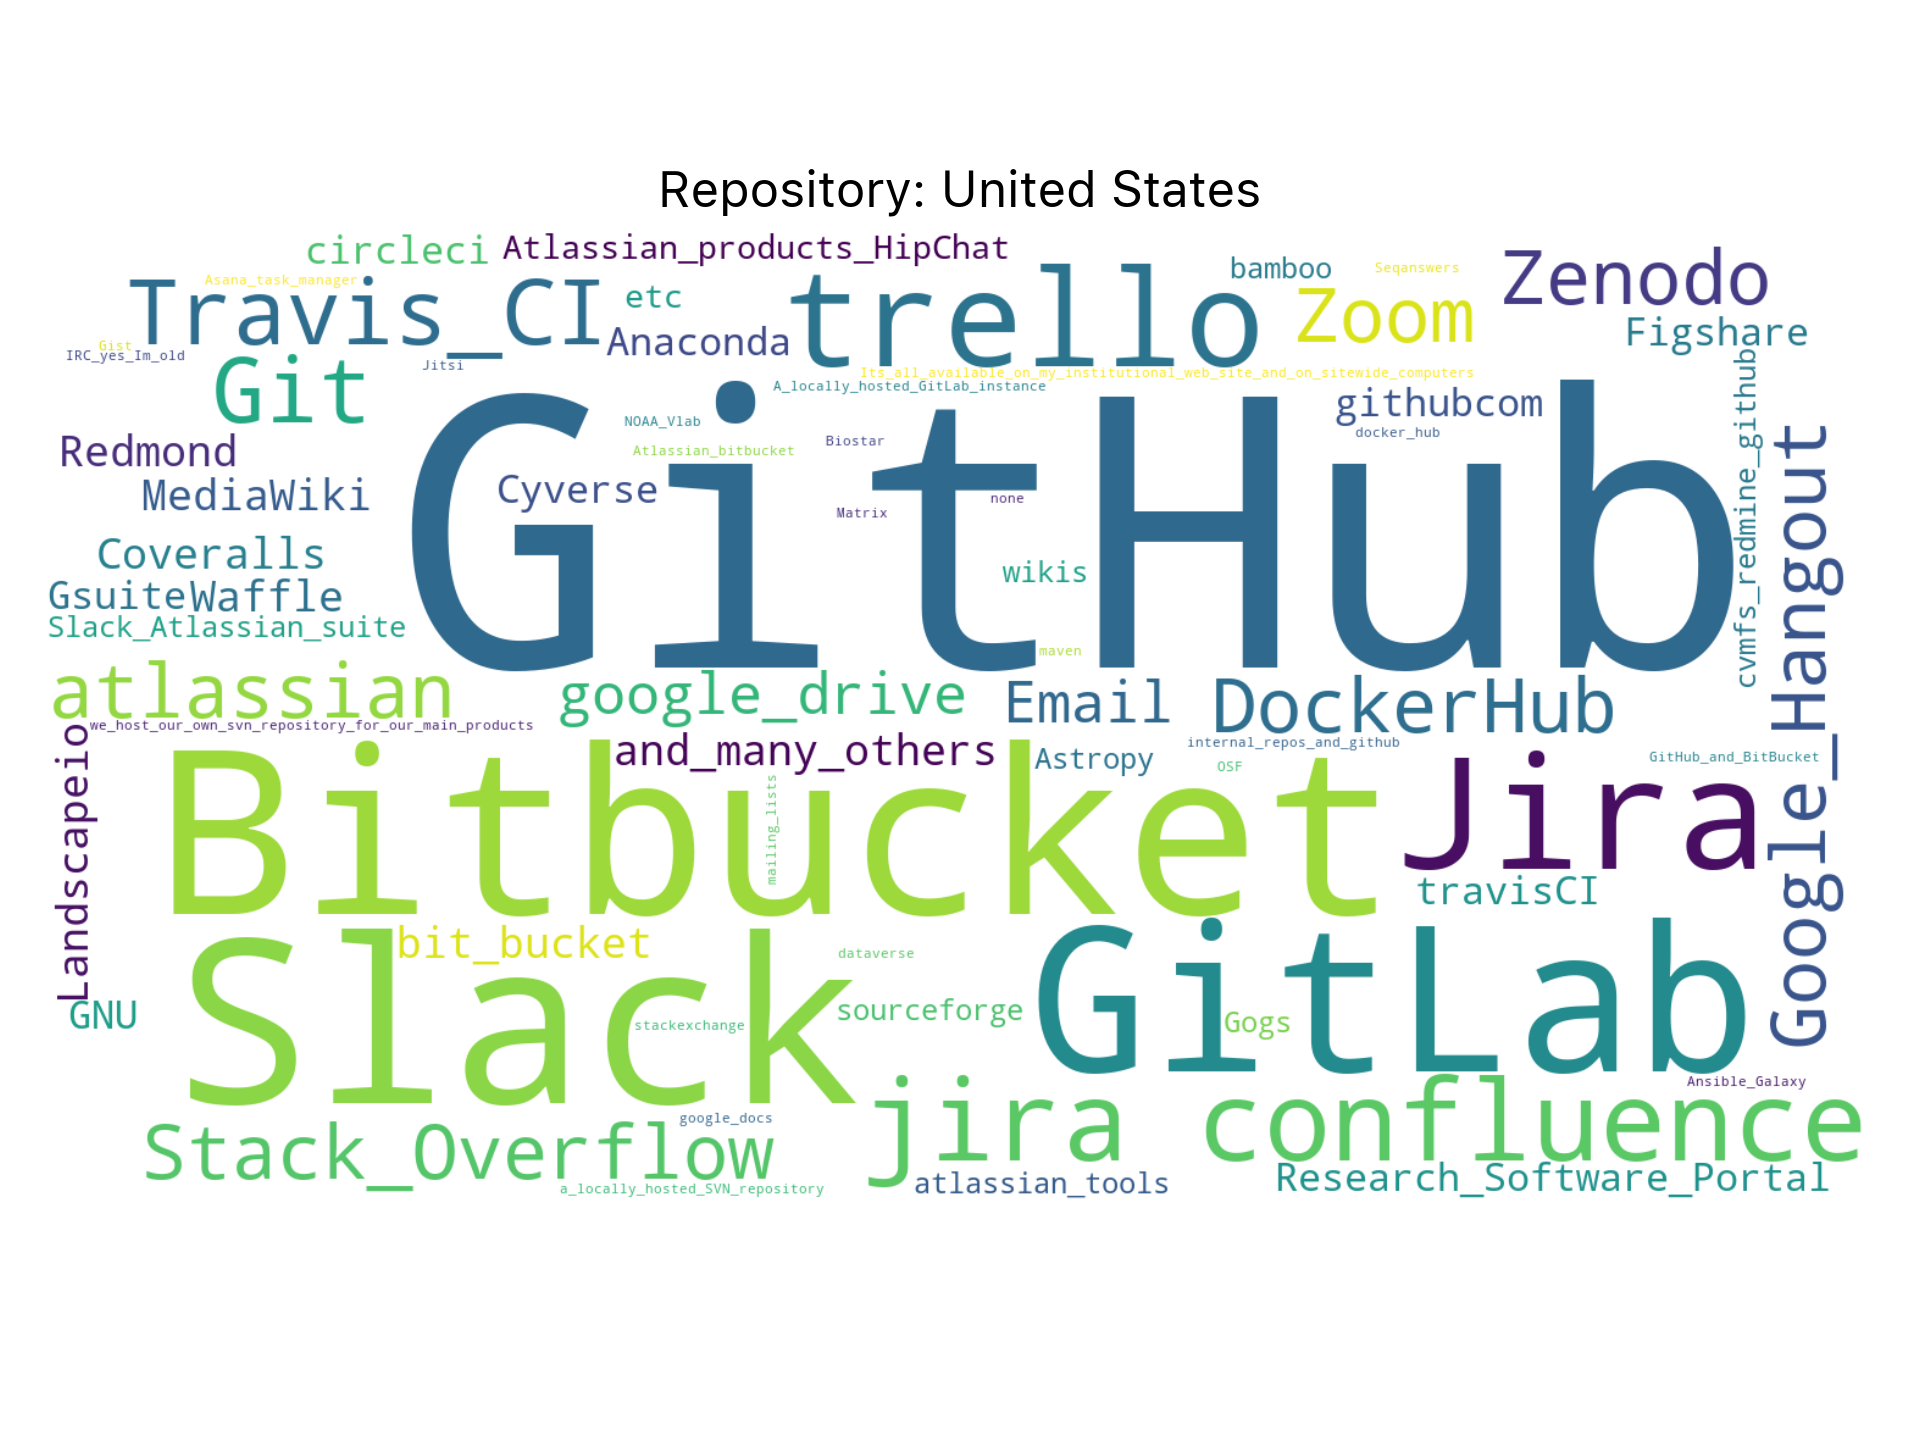 Repository: United States
circleci
Atlassian_products_HipChat
Asana_task_manager
Travis_CI
etc
trello
bamboo
Seqanswers
Zoom
Zenodo
Figshare
Gist
IRC_yes_Im_old
Jitsi
Anaconda
Its_all_available_on_my_institutional_web_site_and_on_sitewide_computers
A_locally_hosted_GitLab_instance
Git
NOAA_Vlab
Atlassian_bitbucket
Biostar
githubcom
docker_hub
cvmfs_redmine_github
Google_Hangout
Redmond
MediaWiki
Cyverse
GitHub
none
Matrix
Coveralls
wikis
Gsuite
Waffle
Slack_Atlassian_suite
maven
atlassian
google_drive
Email
DockerHub
we_host_our_own_svn_repository_for_our_main_products
and_many_others
Astropy
internal_repos_and_github
OSF
GitHub_and_BitBucket
Landscapeio
Bitbucket
mailing_lists
Jira
travisCI
bit_bucket
dataverse
Slack
GitLab
sourceforge
Gogs
GNU
stackexchange
Ansible_Galaxy
google_docs
Stack_Overflow
jira confluence
a_locally_hosted_SVN_repository
atlassian_tools
Research_Software_Portal